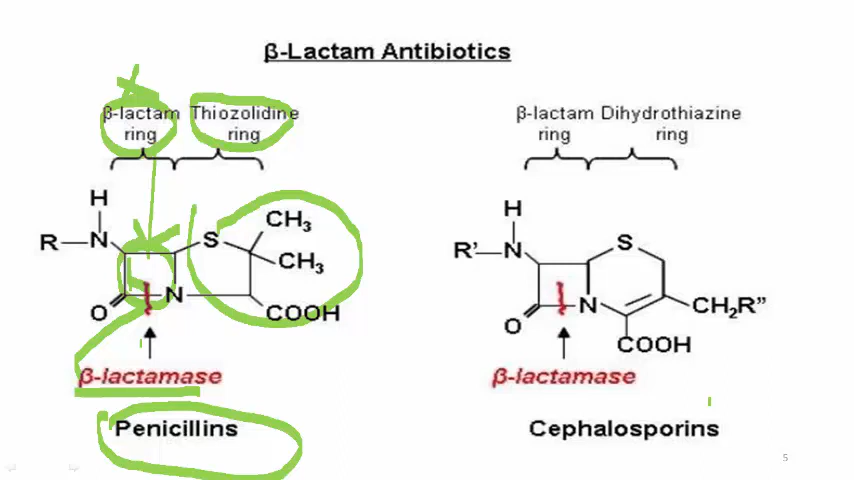 β-Lactam Antibiotics
β-lactam Thiozolidine
ring ring
β-lactam Dihydrothiazine
ring ring
H
R N S CH₃
CH₃
O N COOH
β-lactamase
Penicillins
H
R' N S
O N CH₂R"
COOH
β-lactamase
Cephalosporins
5